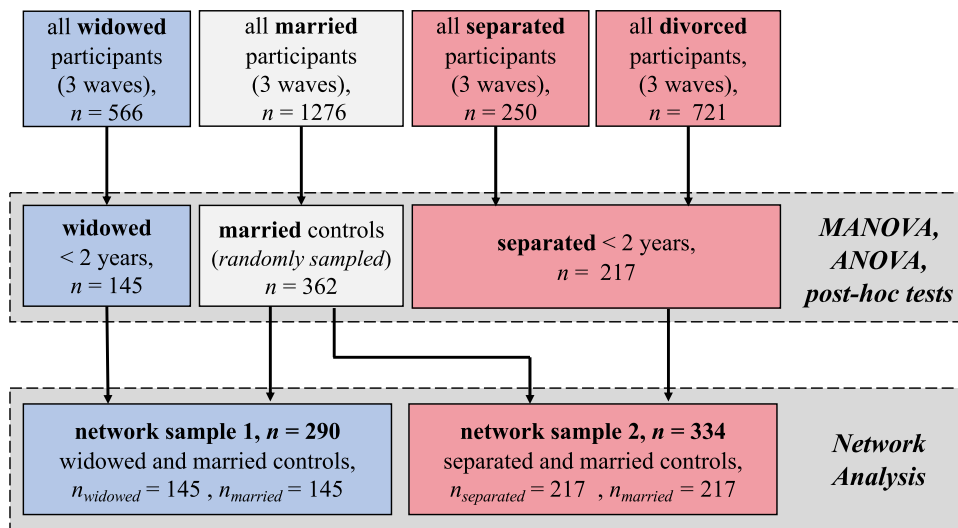 all widowed
participants
(3 waves),
n = 566
all married
participants
(3 waves),
n = 1276
all separated
participants
(3 waves),
n = 250
all divorced
participants,
(3 waves),
n = 721
widowed
< 2 years,
n = 145
married controls
(randomly sampled)
n = 362
separated < 2 years,
n = 217
MANOVA,
ANOVA,
post-hoc tests
network sample 1, n = 290
widowed and married controls,
nwidowed = 145 , nmarried = 145
network sample 2, n = 334
separated and married controls,
nseparated = 217 , nmarried = 217
Network
Analysis